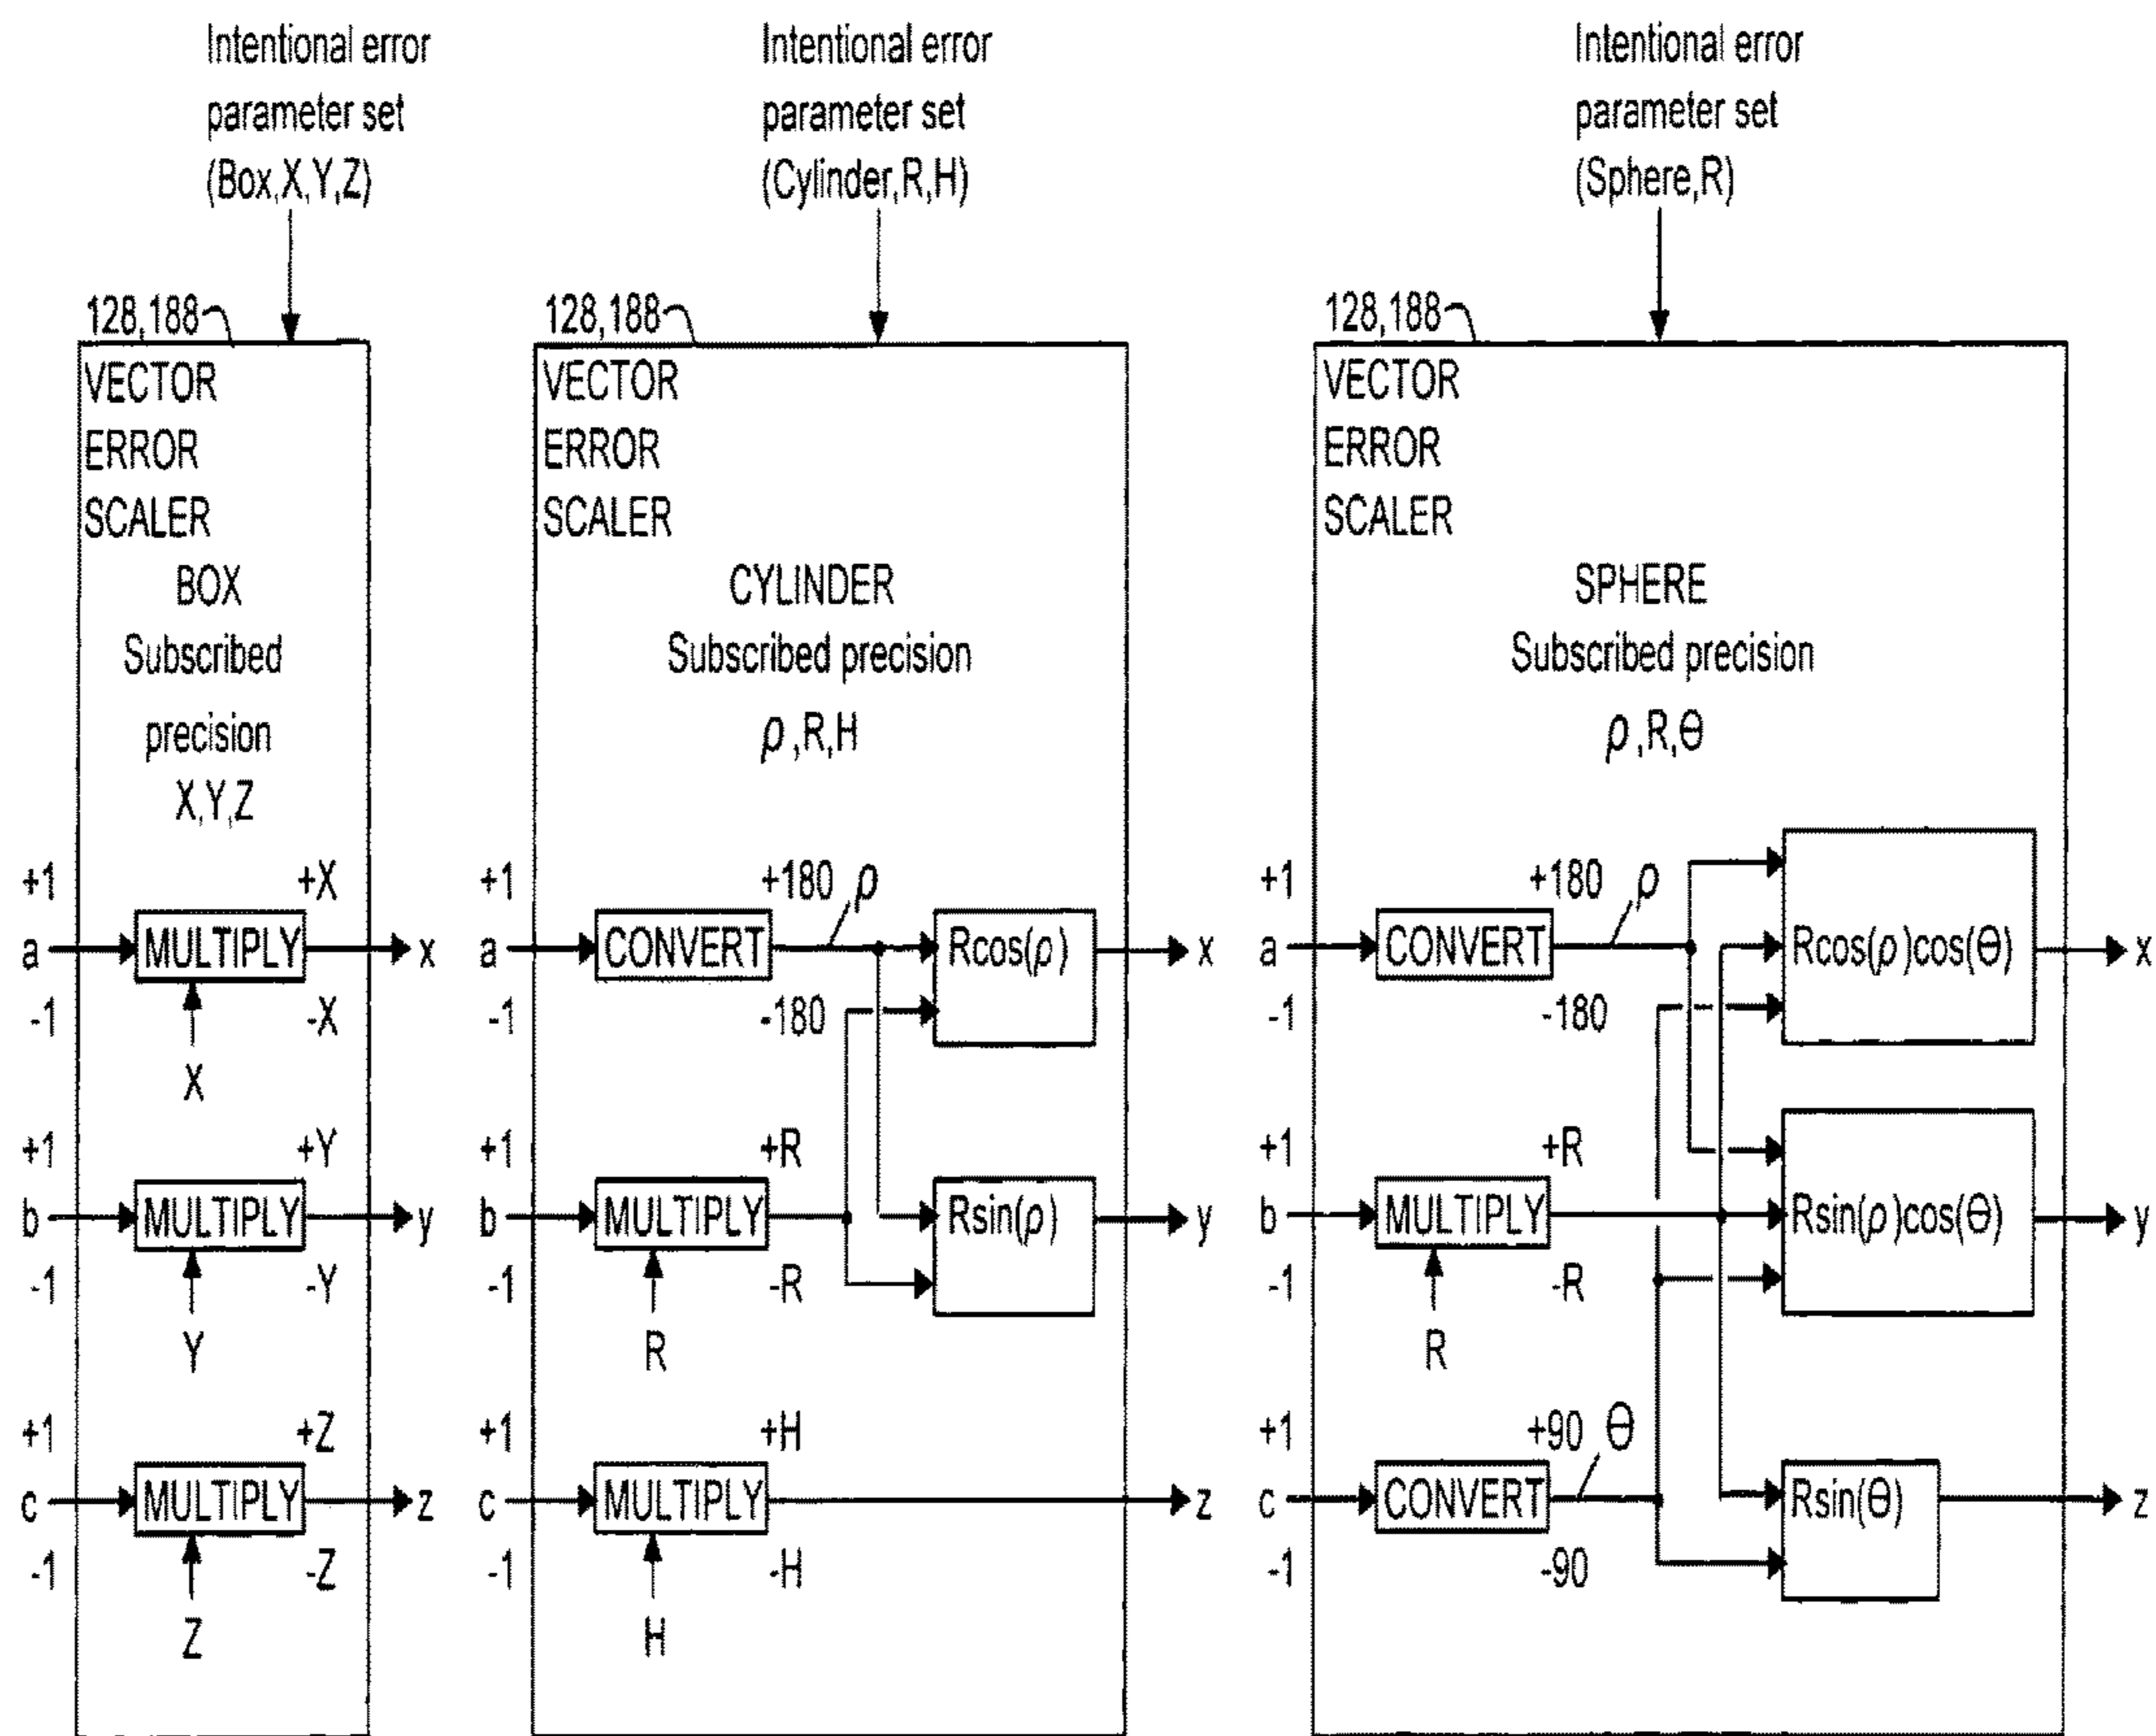 Intentional error
parameter set
(Box,X,Y,Z)
128,188
VECTOR
ERROR
SCALER
BOX
Subscribed
precision
X,Y,Z
+1
a
-1
MULTIPLY
+X
-X
x
X
+1
b
-1
MULTIPLY
+Y
-Y
y
Y
+1
c
-1
MULTIPLY
+Z
-Z
z
Z
Intentional error
parameter set
(Cylinder,R,H)
128,188
VECTOR
ERROR
SCALER
CYLINDER
Subscribed precision
ρ,R,H
+1
a
-1
CONVERT
+180 ρ
-180
Rcos(ρ)
x
+1
b
-1
MULTIPLY
+R
-R
R
Rsin(ρ)
y
+1
c
-1
MULTIPLY
+H
-H
H
z
Intentional error
parameter set
(Sphere,R)
128,188
VECTOR
ERROR
SCALER
SPHERE
Subscribed precision
ρ,R,Θ
+1
a
-1
CONVERT
+180 ρ
-180
Rcos(ρ)cos(Θ)
x
+1
b
-1
MULTIPLY
+R
-R
R
Rsin(ρ)cos(Θ)
y
+1
c
-1
CONVERT
+90 Θ
-90
Rsin(Θ)
z